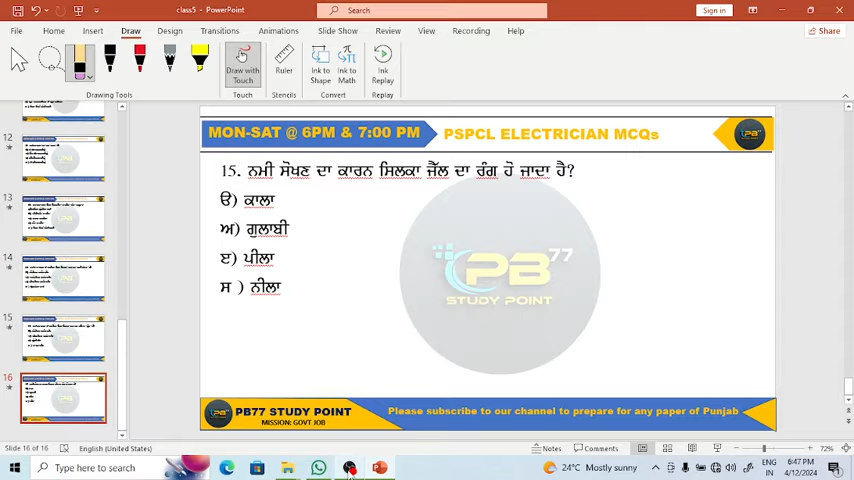 class5 - PowerPoint
Search
Sign in
File Home Insert Draw Design Transitions Animations Slide Show Review View Recording Help
Share
Draw with Touch
Ruler
Ink to Shape
Ink to Math
Ink Replay
Drawing Tools
Touch
Stencils
Convert
Replay
12
13
14
15
16
MON-SAT @ 6PM & 7:00 PM
PSPCL ELECTRICIAN MCQs
15. ਨਮੀ ਸੋਖਣ ਦਾ ਕਾਰਨ ਸਿਲਕਾ ਜੈੱਲ ਦਾ ਰੰਗ ਹੋ ਜਾਦਾ ਹੈ?
ੳ) ਕਾਲਾ
ਅ) ਗੁਲਾਬੀ
ੲ) ਪੀਲਾ
ਸ ) ਨੀਲਾ
PB77
STUDY POINT
PB77 STUDY POINT
MISSION: GOVT JOB
Please subscribe to our channel to prepare for any paper of Punjab
Slide 16 of 16
English (United States)
Notes
Comments
72%
Type here to search
24°C Mostly sunny
ENG
IN
6:47 PM
4/12/2024